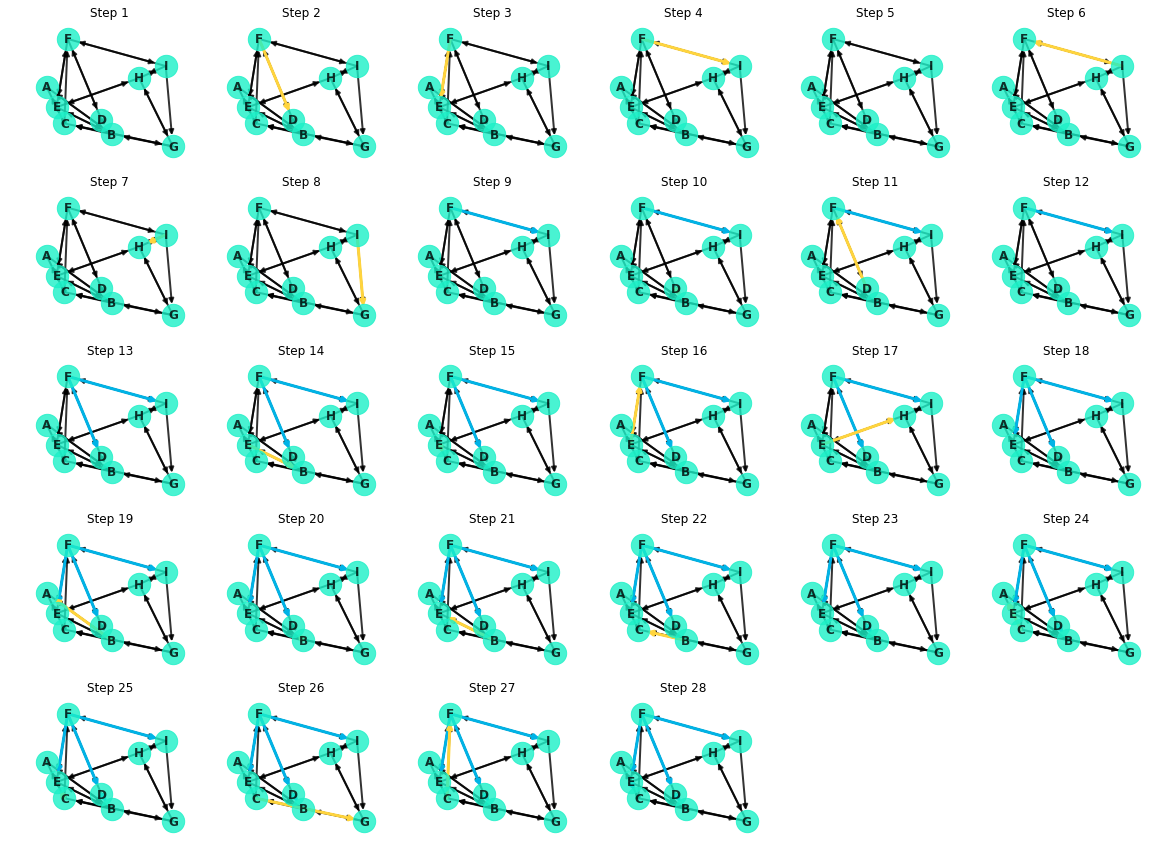 Step 1 Step 2 Step 3 Step 4 Step 5 Step 6
F F F F F F
I I I I I I
H H H H H H
A A A A A A
E E E E E E
D D D D D D
C C C C C C
B B B B B B
G G G G G G
Step 7 Step 8 Step 9 Step 10 Step 11 Step 12
F F F F F F
I I I I I I
H H H H H H
A A A A A A
E E E E E E
D D D D D D
C C C C C C
B B B B B B
G G G G G G
Step 13 Step 14 Step 15 Step 16 Step 17 Step 18
F F F F F F
I I I I I I
H H H H H H
A A A A A A
E E E E E E
D D D D D D
C C C C C C
B B B B B B
G G G G G G
Step 19 Step 20 Step 21 Step 22 Step 23 Step 24
F F F F F F
I I I I I I
H H H H H H
A A A A A A
E E E E E E
D D D D D D
C C C C C C
B B B B B B
G G G G G G
Step 25 Step 26 Step 27 Step 28
F F F F
I I I I
H H H H
A A A A
E E E E
D D D D
C C C C
B B B B
G G G G